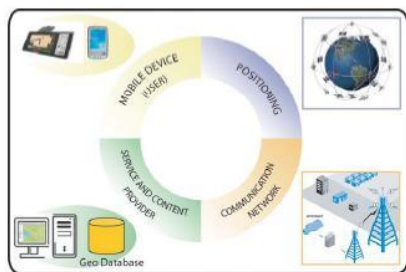 MOBILE DEVICE
(USER)
POSITIONING
SERVICE AND CONTENT
PROVIDER
COMMUNICATION
NETWORK
Geo Database